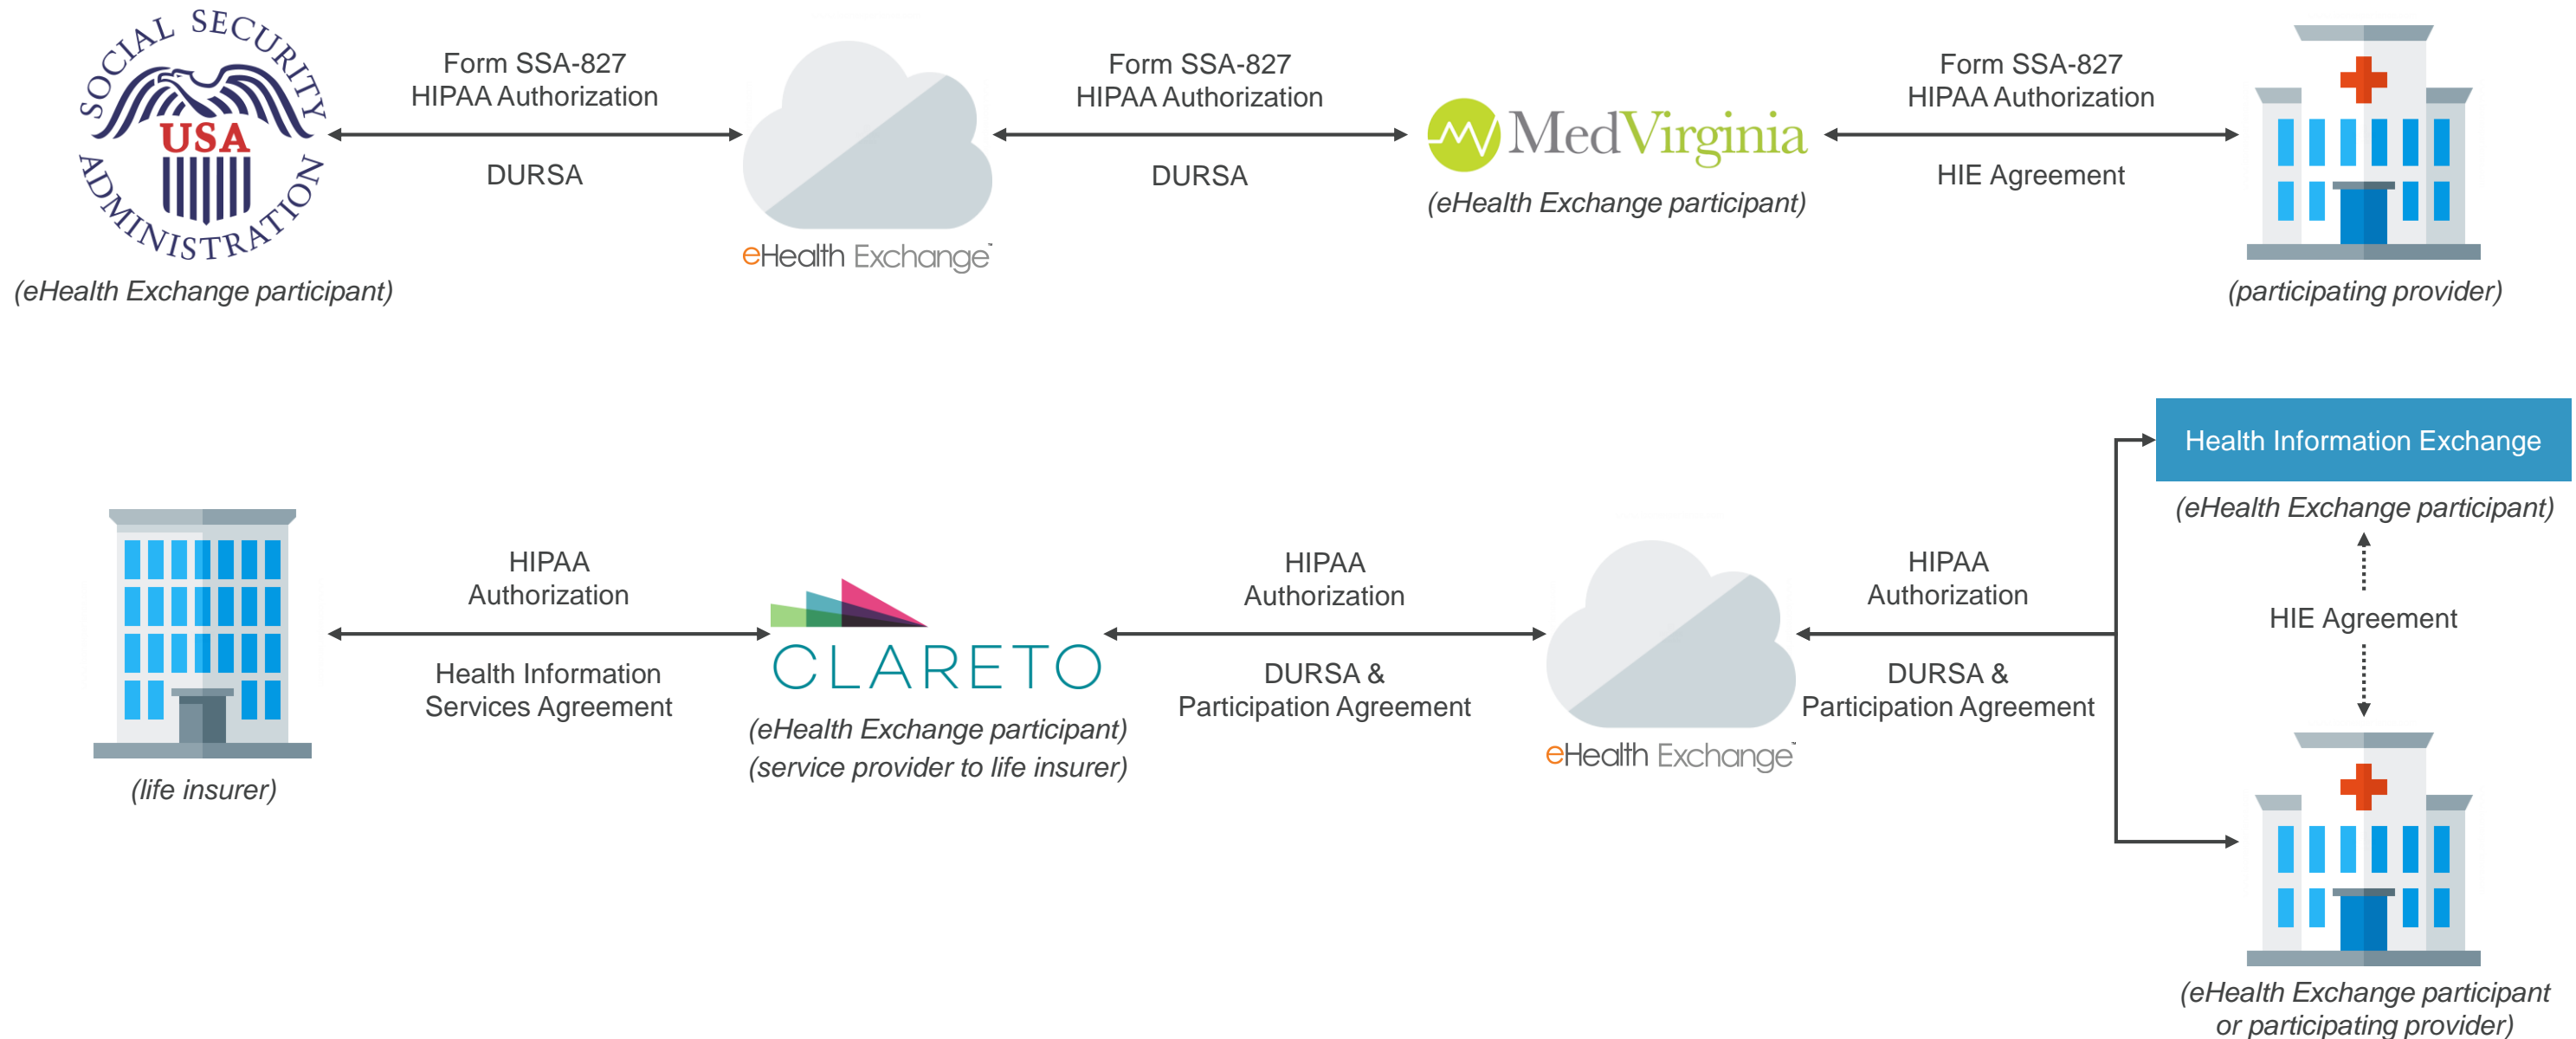 SOCIAL SECURITY
USA
ADMINISTRATION
(eHealth Exchange participant)
Form SSA-827
HIPAA Authorization
DURSA
eHealth Exchange™
Form SSA-827
HIPAA Authorization
DURSA
MedVirginia
(eHealth Exchange participant)
Form SSA-827
HIPAA Authorization
HIE Agreement
(participating provider)
(life insurer)
HIPAA
Authorization
Health Information
Services Agreement
CLARETO
(eHealth Exchange participant)
(service provider to life insurer)
HIPAA
Authorization
DURSA &
Participation Agreement
eHealth Exchange™
HIPAA
Authorization
DURSA &
Participation Agreement
Health Information Exchange
(eHealth Exchange participant)
HIE Agreement
(eHealth Exchange participant
or participating provider)